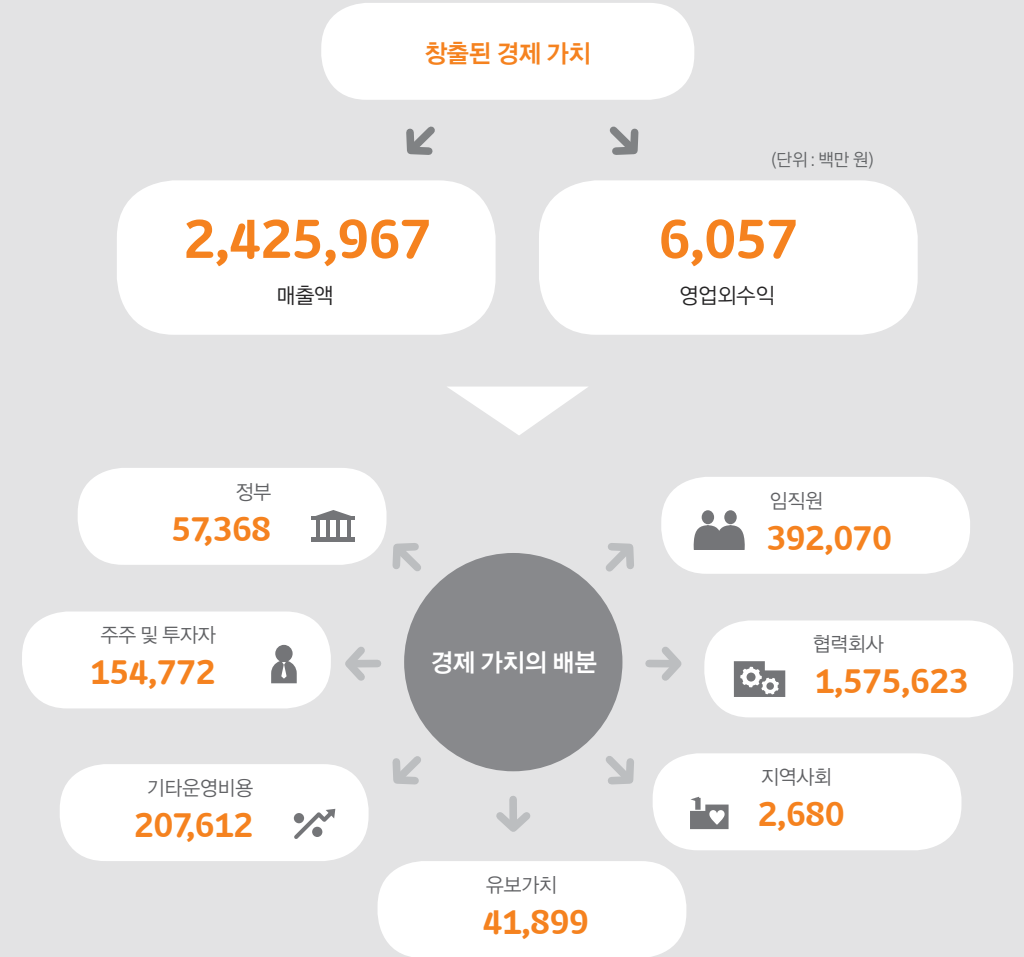 창출된 경제 가치
(단위 : 백만 원)
2,425,967
매출액
6,057
영업외수익
정부
57,368
임직원
392,070
주주 및 투자자
154,772
경제 가치의 배분
협력회사
1,575,623
기타운영비용
207,612
지역사회
2,680
유보가치
41,899